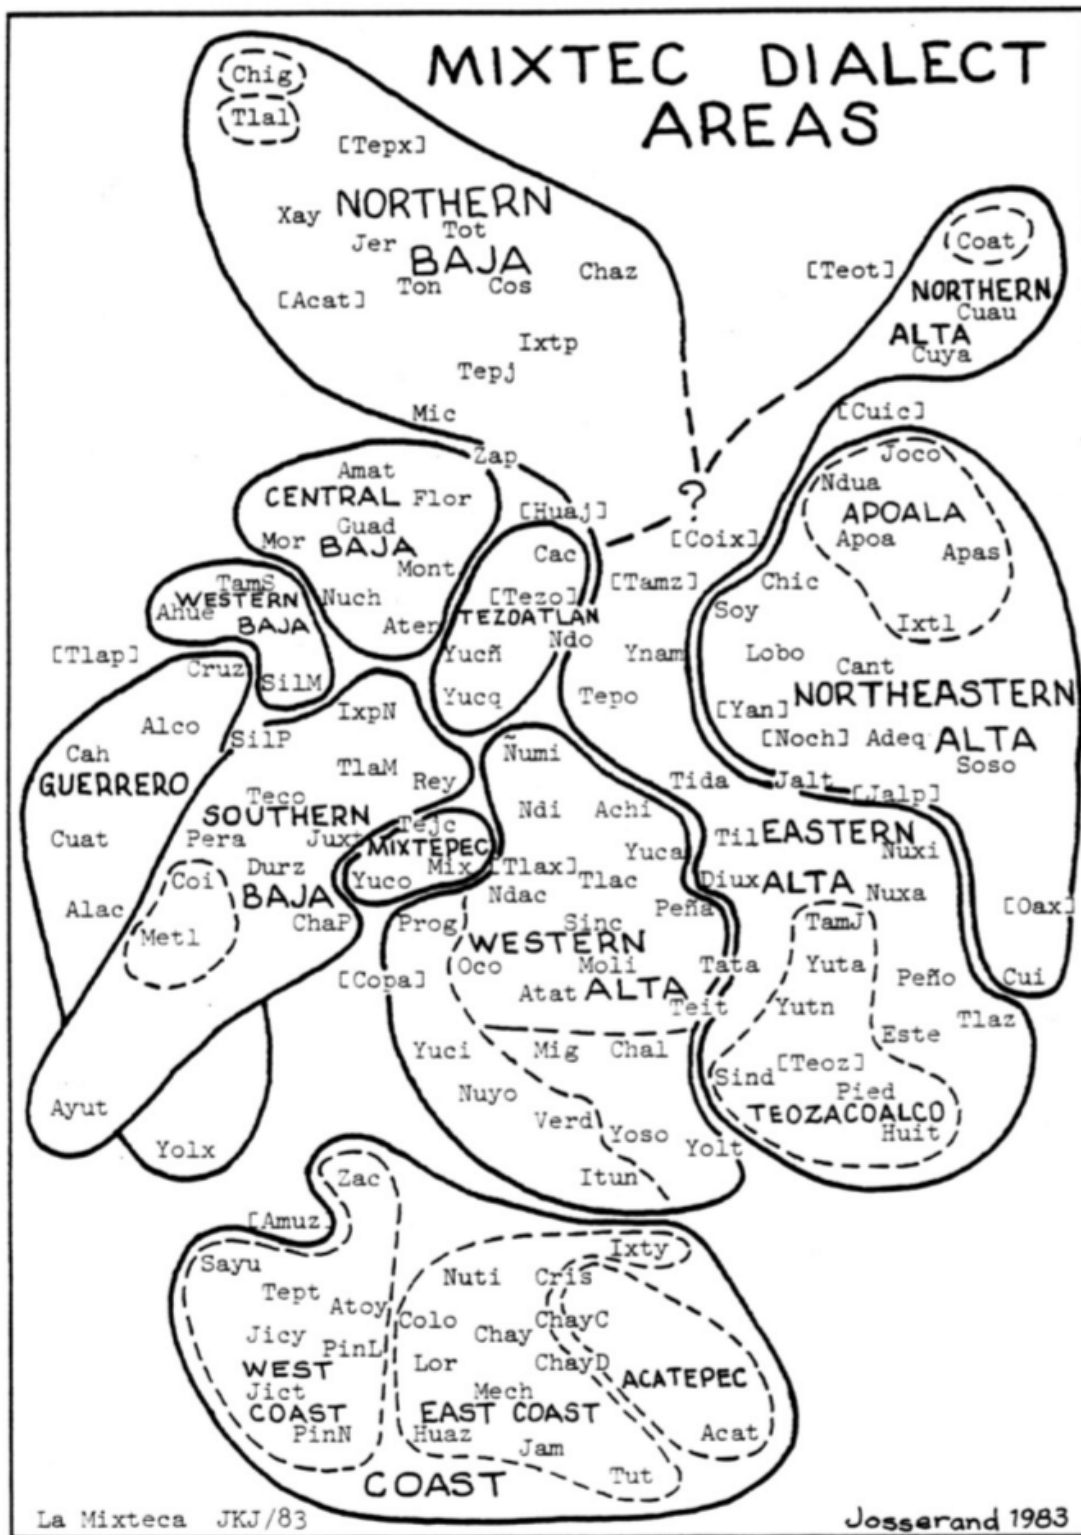 MIXTEC DIALECT
AREAS
Chig
Tlal
[Tepx]
Xay
NORTHERN
Tot
Jer
BAJA
Chaz
[Acat]
Ton
Cos
Ixtp
Tepj
Mic
Coat
[Teot]
NORTHERN
Cuau
ALTA
Cuya
[Cuic]
Zap
Amat
CENTRAL
Flor
Guad
Mor
BAJA
Mont
Nuch
Aten
[Huaj]
?
[Coix]
Cac
[Tamz]
[Tezo]
TEZOATLAN
Ndo
Yucñ
Yucq
Ynam
Tepo
Joco
Ndua
APOALA
Apoa
Apas
Ixtl
Chic
Soy
Lobo
Cant
NORTHEASTERN
[Yan]
[Noch]
Adeq
ALTA
Soso
TamS
WESTERN
Ahue
BAJA
SilM
[Tlap]
Cruz
Alco
Cah
GUERRERO
Cuat
Alac
SilP
IxpN
TlaM
Rey
Teco
SOUTHERN
Pera
Juxt
Durz
Coi
BAJA
Metl
ChaP
Ayut
Yolx
Tejc
MIXTEPEC
Mix
Yuco
Ñumi
Ndi
Achi
Yuca
[Tlax]
Tlac
Ndac
Peña
Prog
Sinc
WESTERN
Oco
Moli
Tata
Atat
ALTA
Teit
[Copa]
Yuci
Mig
Chal
Nuyo
Verd
Yoso
Yolt
Itun
Tida
Jalt
[Jalp]
Til
EASTERN
Nuxi
Diux
ALTA
Nuxa
[Oax]
TamJ
Yuta
Peño
Cui
Yutn
Tlaz
Este
Sind
[Teoz]
Pied
TEOZACOALCO
Huit
Zac
[Amuz]
Sayu
Tept
Atoy
Jicy
PinL
WEST
Jict
COAST
PinN
Ixty
Nuti
Cris
Colo
Chay
ChayC
Lor
ChayD
ACATEPEC
Mech
EAST COAST
Huaz
Jam
Acat
Tut
COAST
La Mixteca JKJ/83
Josserand 1983